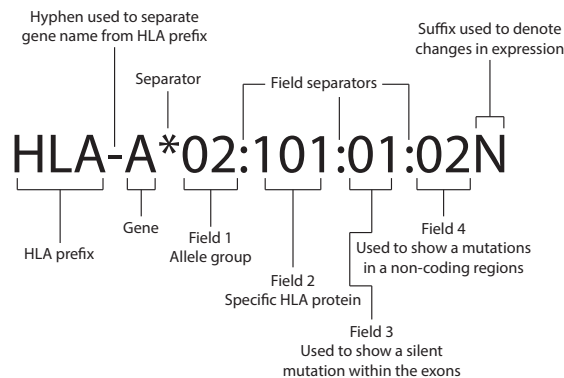 Hyphen used to separate
gene name from HLA prefix
Suffix used to denote
changes in expression
Separator
Field separators
HLA-A*02:101:01:02N
Gene
HLA prefix
Field 1
Allele group
Field 2
Specific HLA protein
Field 4
Used to show a mutations
in a non-coding regions
Field 3
Used to show a silent
mutation within the exons